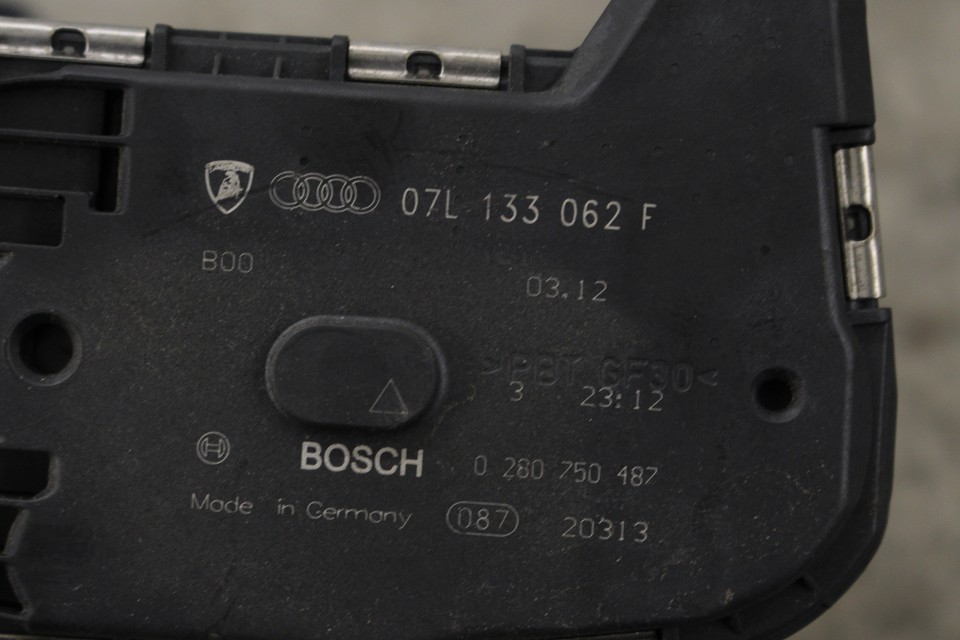 07L 133 062 F
B00
03.12
>PBT GF30<
3 23:12
BOSCH 0 280 750 487
Made in Germany 087 20313